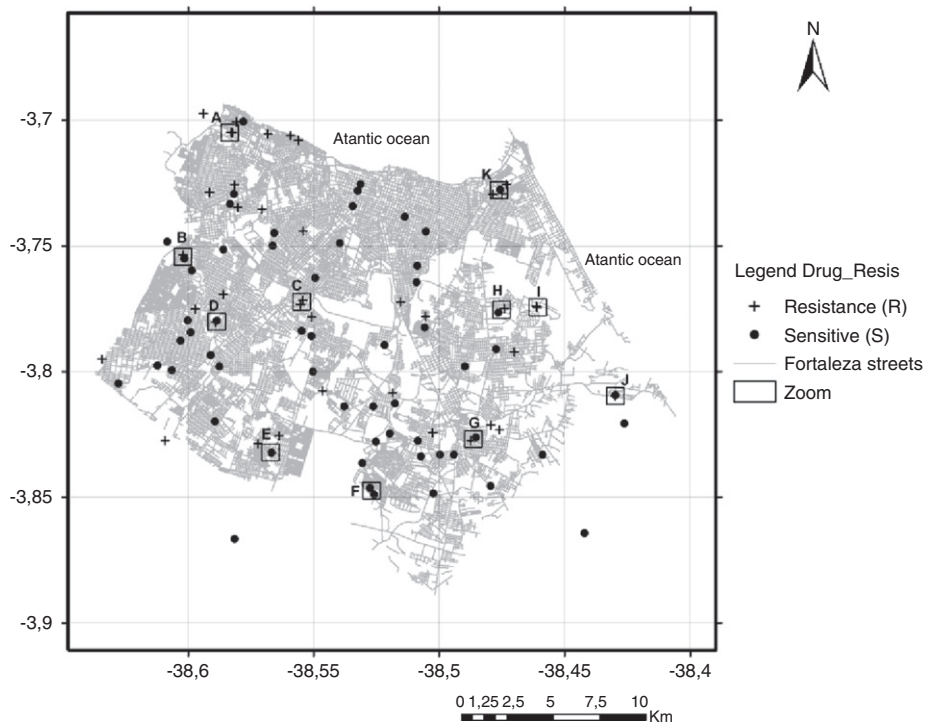 N
-3,7
A
Atantic ocean
K
-3,75
B
Atantic ocean
Legend Drug_Resis
C
H
I
Resistance (R)
D
Sensitive (S)
-3,8
Fortaleza streets
J
Zoom
G
E
-3,85
F
-3,9
-38,6
-38,55
-38,5
-38,45
-38,4
0 1,25 2,5 5 7,5 10
Km